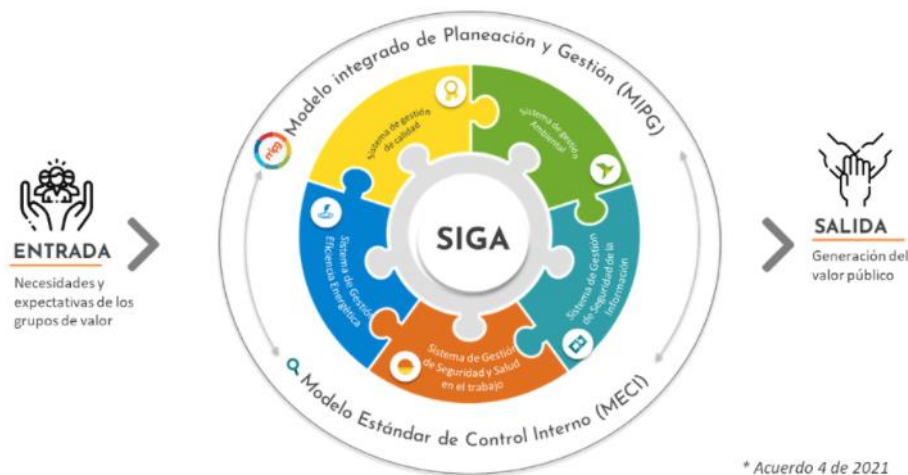 Modelo integrado de Planeación y Gestión (MIPG)
mipg
Sistema de gestión
de calidad
Sistema de gestión
Ambiental
ENTRADA
Necesidades y
expectativas de los
grupos de valor
SIGA
SALIDA
Generación del
valor público
Sistema de Gestión
Eficiencia Energética
Sistema de Gestión
de Seguridad de la
Información
Sistema de Gestión
de Seguridad y Salud
en el trabajo
Modelo Estándar de Control Interno (MECI)
* Acuerdo 4 de 2021